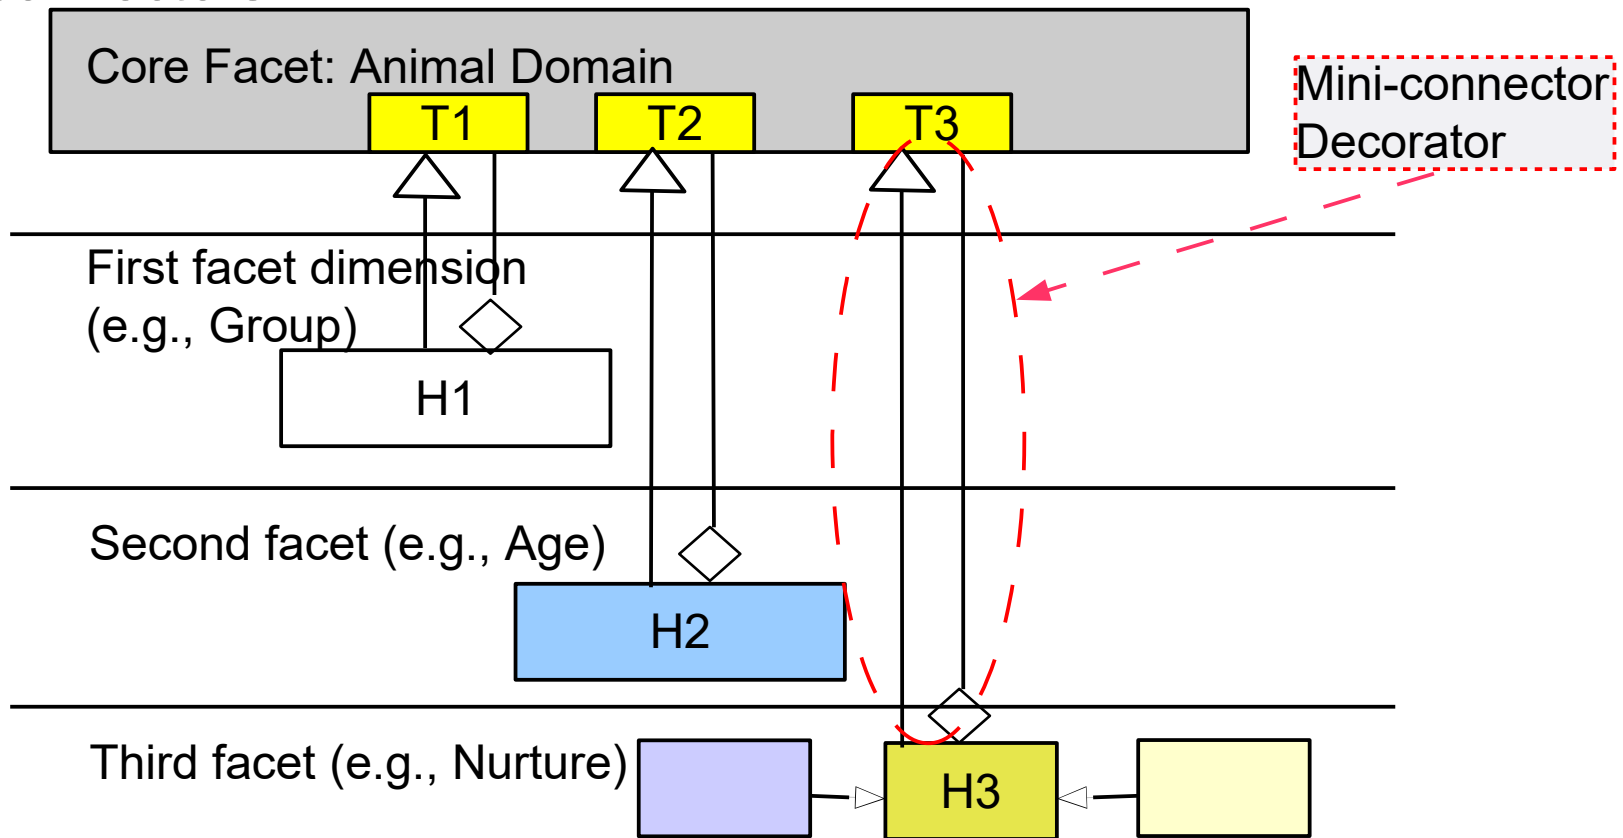 Core Facet: Animal Domain
T1
T2
T3
Mini-connector
Decorator
First facet dimension
(e.g., Group)
H1
Second facet (e.g., Age)
H2
Third facet (e.g., Nurture)
H3